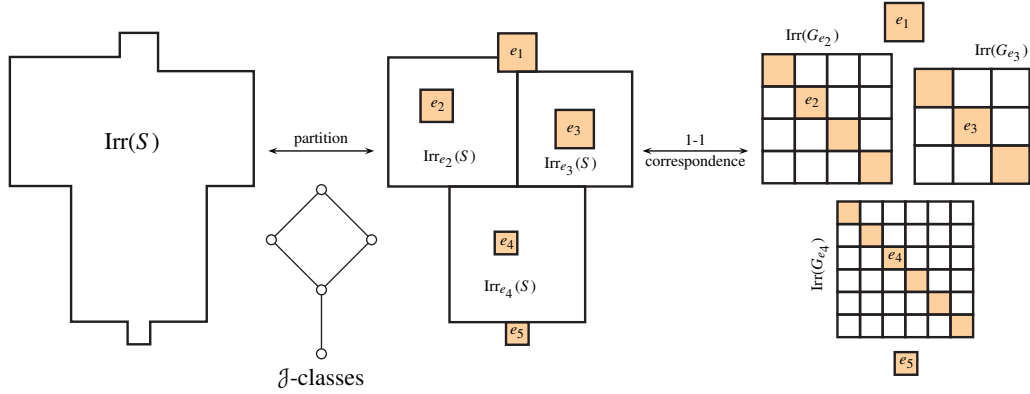 Irr(S)
partition
𝒥-classes
e₁
e₂
Irrₑ₂(S)
e₃
Irrₑ₃(S)
e₄
Irrₑ₄(S)
e₅
1-1
correspondence
e₁
Irr(Gₑ₂)
e₂
Irr(Gₑ₃)
e₃
Irr(Gₑ₄)
e₄
e₅